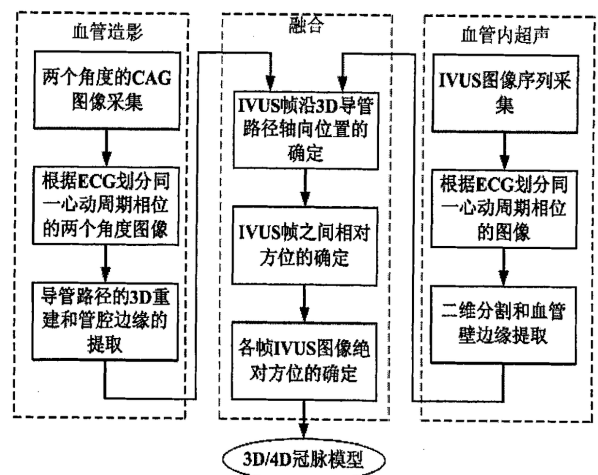 血管造影
两个角度的CAG
图像采集
根据ECG划分同
一心动周期相位
的两个角度图像
导管路径的3D重
建和管腔边缘的
提取
融合
IVUS帧沿3D导管
路径轴向位置的
确定
IVUS帧之间相对
方位的确定
各帧IVUS图像绝
对方位的确定
3D/4D冠脉模型
血管内超声
IVUS图像序列采
集
根据ECG划分同
一心动周期相位
的图像
二维分割和血管
壁边缘提取